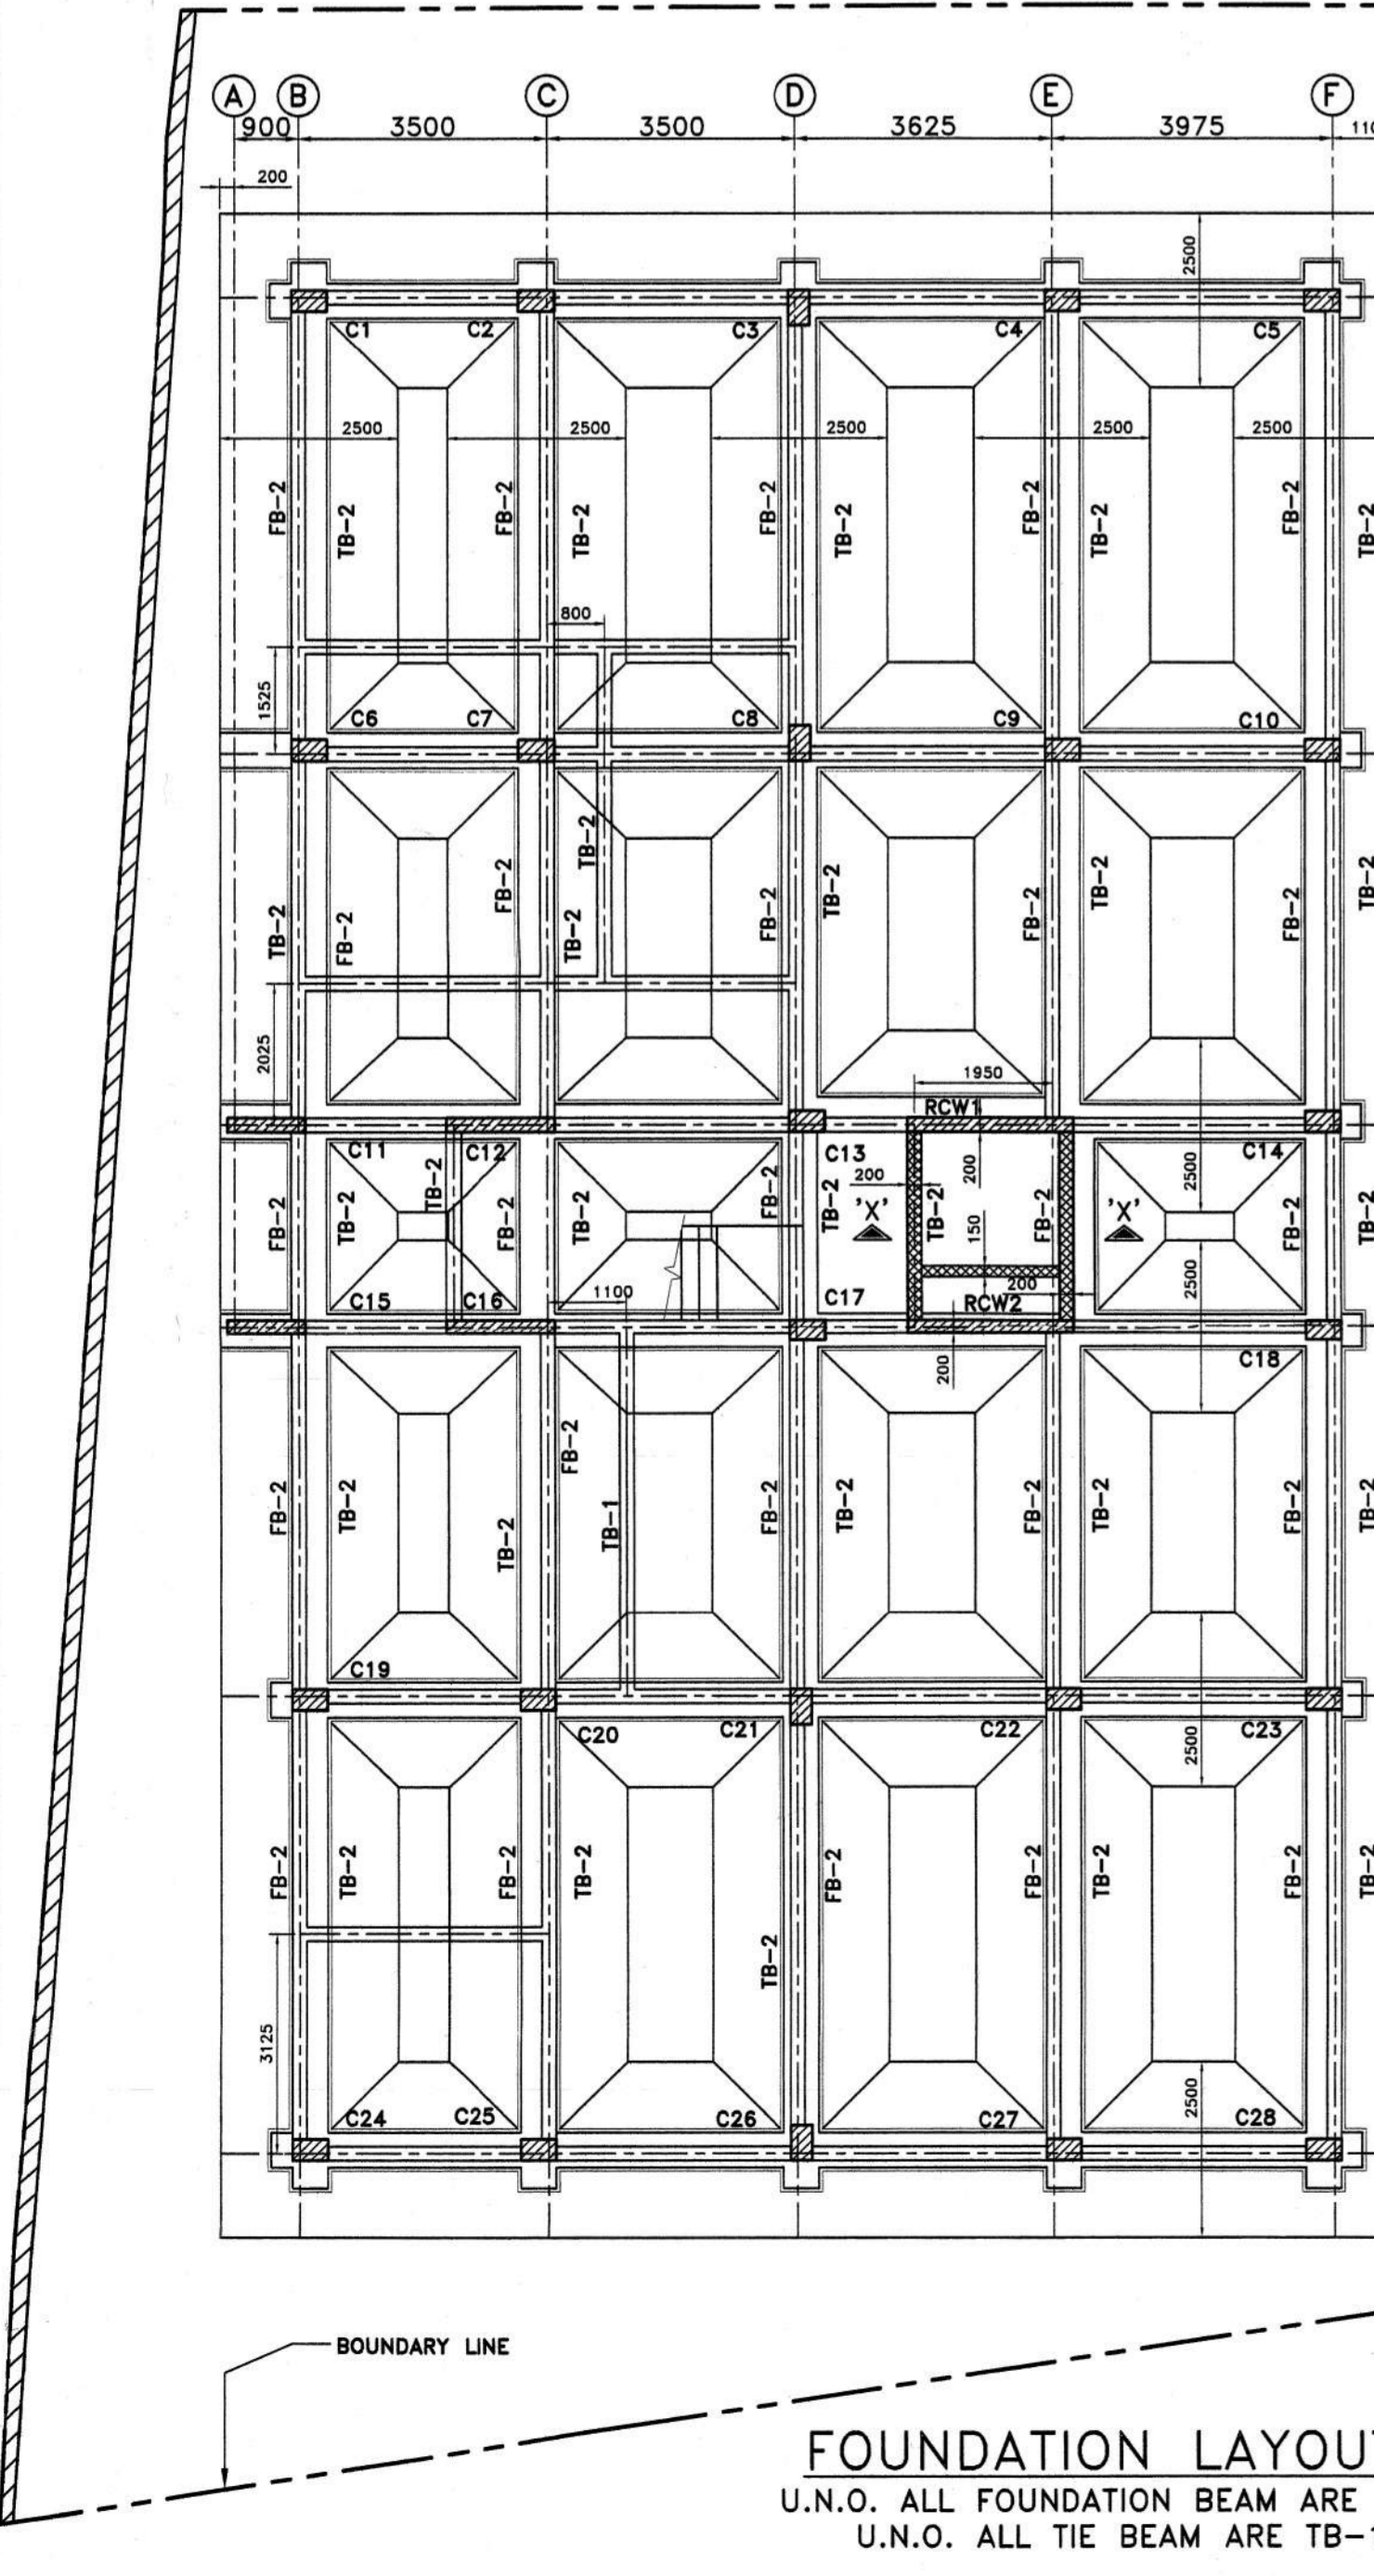 A B C D E F
900 3500 3500 3625 3975
200
2500
C1 C2 C3 C4 C5
2500 2500 2500 2500 2500
FB-2 TB-2 FB-2 TB-2 FB-2 TB-2 FB-2 TB-2 FB-2 TB-2
800
1525
C6 C7 C8 C9 C10
TB-2
TB-2 FB-2 FB-2 TB-2 FB-2 TB-2 FB-2 TB-2 FB-2 TB-2
2025
1950
RCW1
C11 C12 C13 C14
TB-2 200 200 2500
FB-2 TB-2 FB-2 TB-2 FB-2 TB-2 'X' TB-2 FB-2 'X' FB-2 TB-2
150
1100 200 2500
C15 C16 C17 RCW2
200 C18
FB-2
FB-2 TB-2 TB-2 TB-1 FB-2 TB-2 FB-2 TB-2 FB-2 TB-2
C19
C20 C21 C22 C23
2500
FB-2 TB-2 FB-2 TB-2 FB-2 FB-2 TB-2 FB-2 TB-2
TB-2
3125
2500
C24 C25 C26 C27 C28
BOUNDARY LINE
FOUNDATION LAYOU
U.N.O. ALL FOUNDATION BEAM ARE
U.N.O. ALL TIE BEAM ARE TB-1